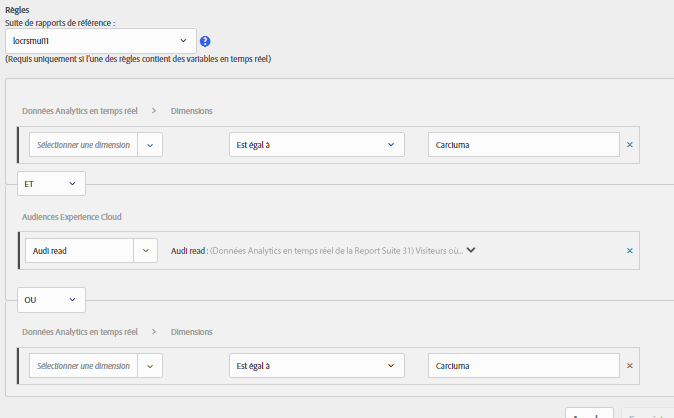 Règles
Suite de rapports de référence :
locrsmui11
?
(Requis uniquement si l'une des règles contient des variables en temps réel)
Données Analytics en temps réel > Dimensions
Sélectionner une dimension Est égal à Carciuma ×
ET
Audiences Experience Cloud
Audi read Audi read : (Données Analytics en temps réel de la Report Suite 31) Visiteurs où... ×
OU
Données Analytics en temps réel > Dimensions
Sélectionner une dimension Est égal à Carciuma ×